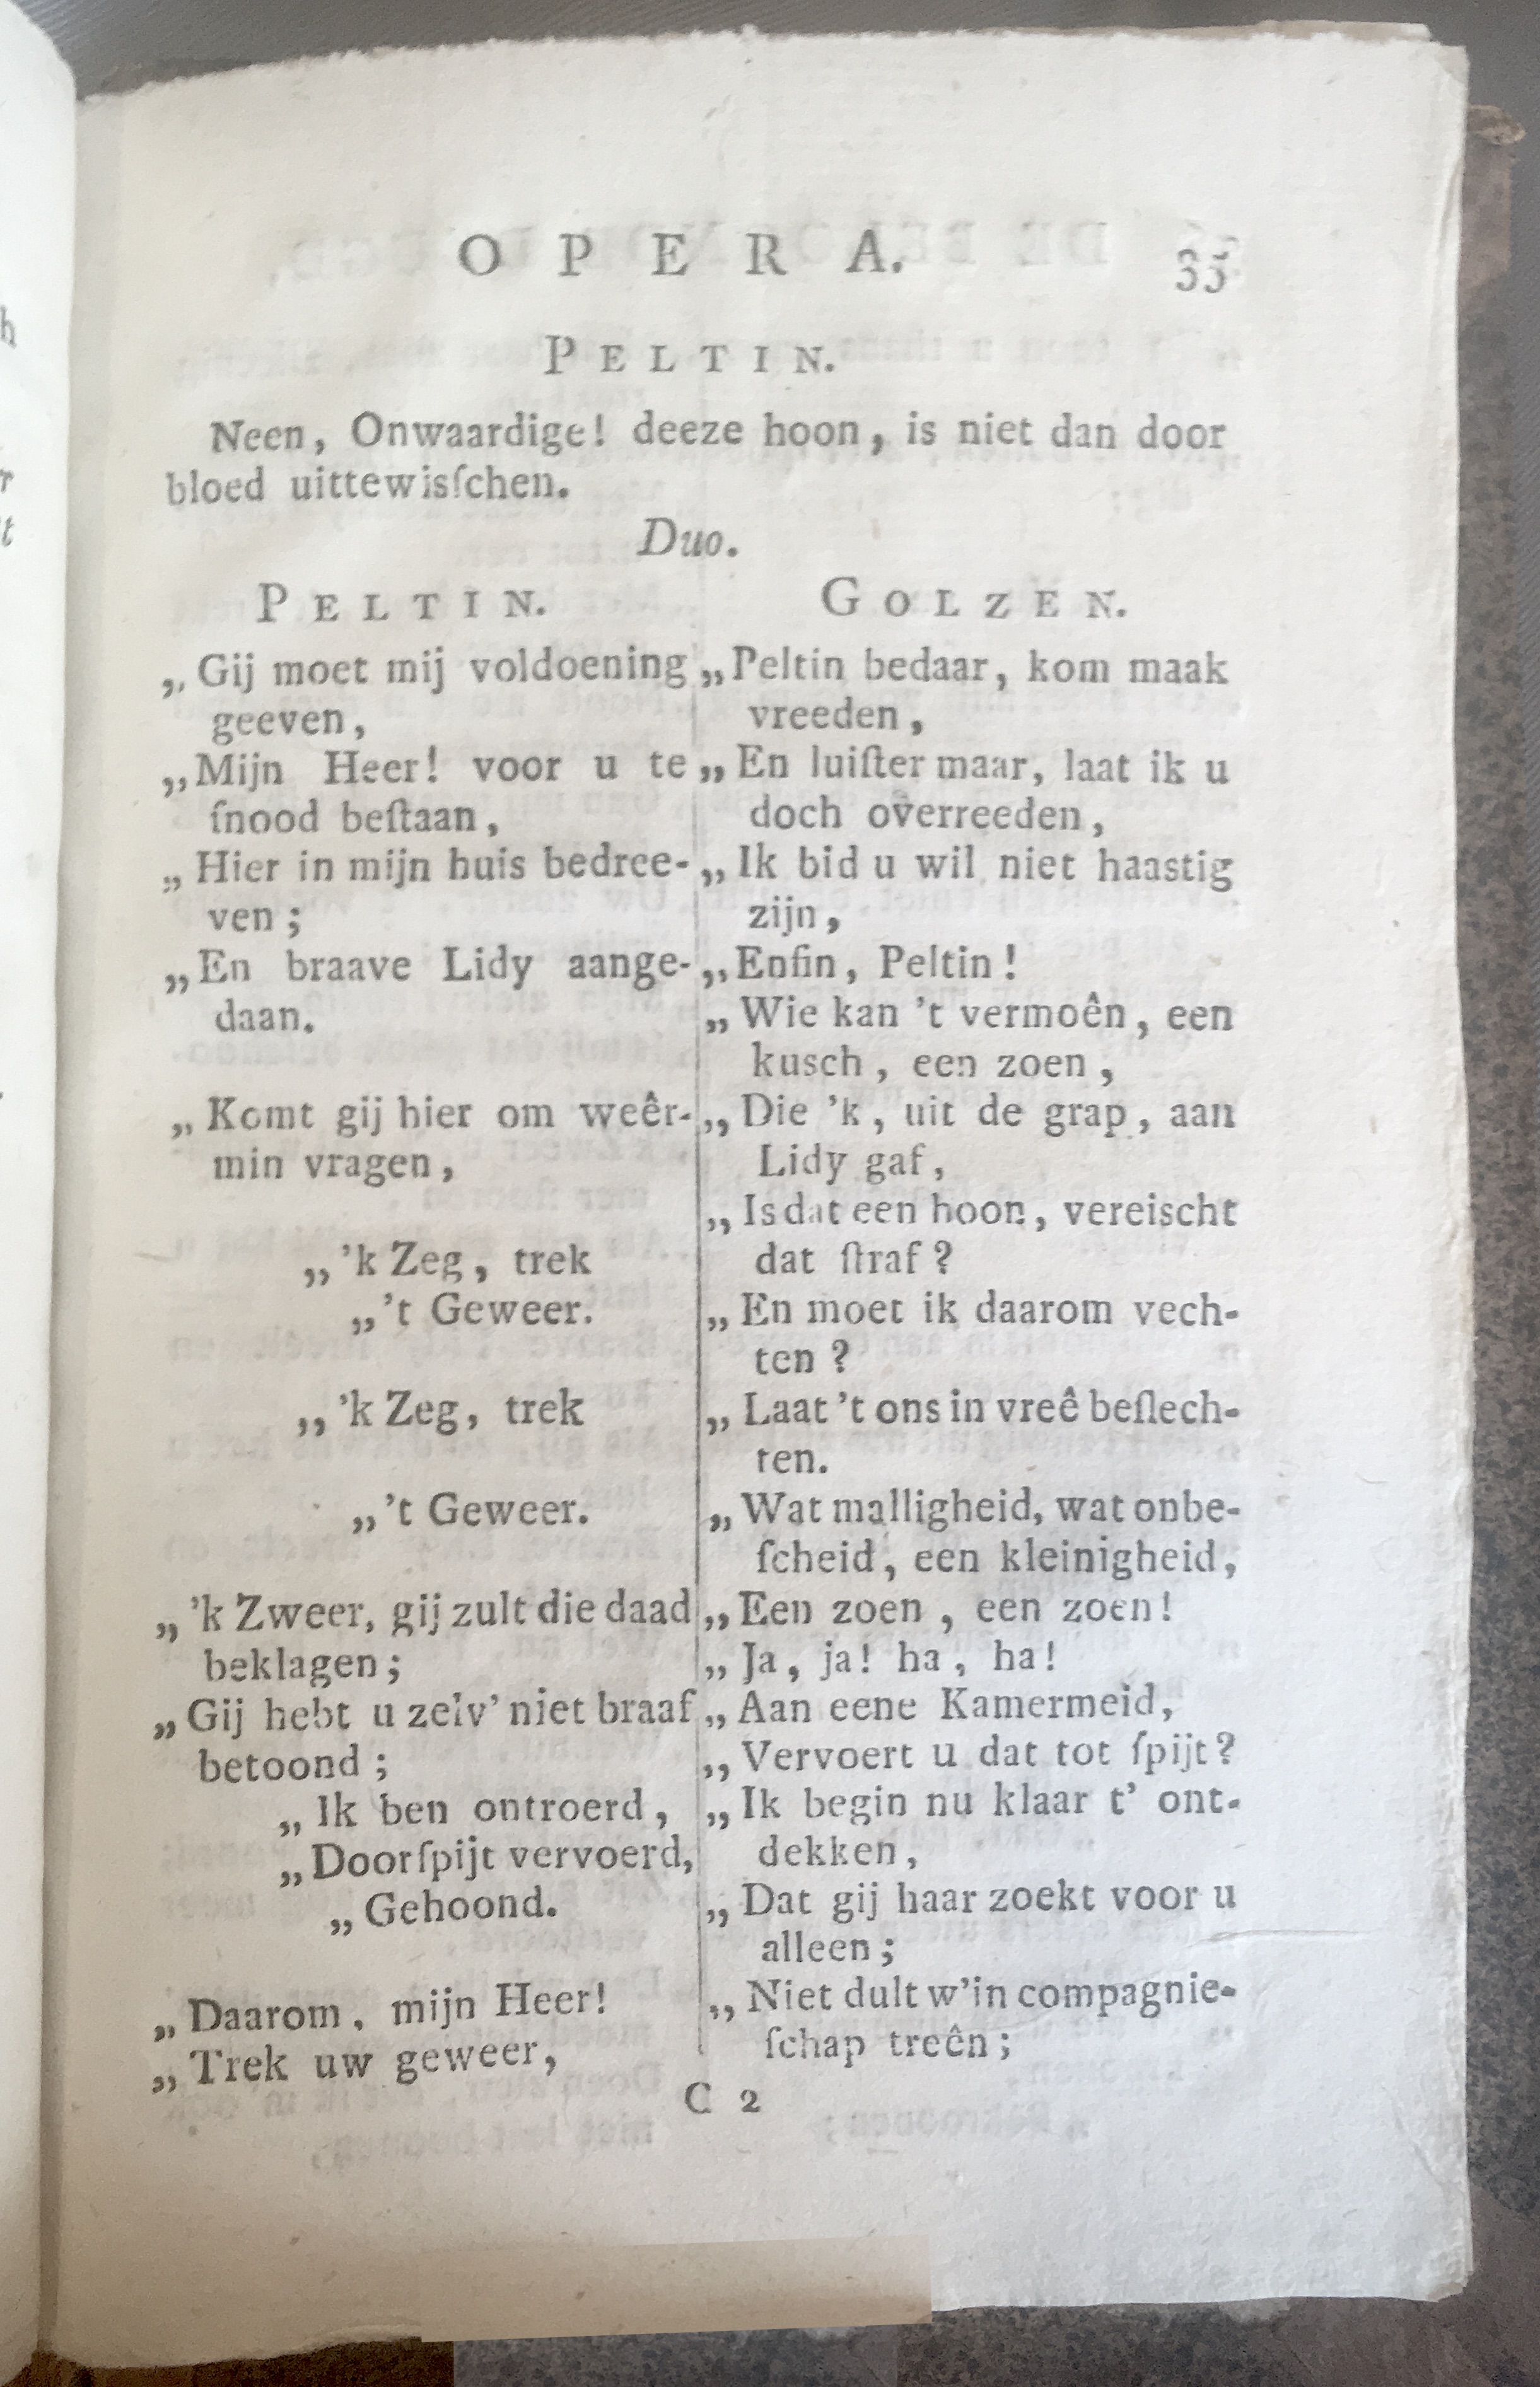 OPERA. 35
PELTIN.
Neen, Onwaardige! deeze hoon, is niet dan door
bloed uittewisſchen.
Duo.
PELTIN.
„Gij moet mij voldoening
geeven,
„Mijn Heer! voor u te
ſnood beſtaan,
„Hier in mijn huis bedree-
ven;
„En braave Lidy aange-
daan.
„Komt gij hier om weêr-
min vragen,
„'k Zeg, trek
„'t Geweer.
„'k Zeg, trek
„'t Geweer.
„'k Zweer, gij zult die daad
beklagen;
„Gij hebt u zelv' niet braaf
betoond;
„Ik ben ontroerd,
„Doorſpijt vervoerd,
„Gehoond.
„Daarom, mijn Heer!
„Trek uw geweer,
GOLZEN.
„Peltin bedaar, kom maak
vreeden,
„En luiſter maar, laat ik u
doch overreeden,
„Ik bid u wil niet haastig
zijn,
„Enfin, Peltin!
„Wie kan 't vermoên, een
kusch, een zoen,
„Die 'k, uit de grap, aan
Lidy gaf,
„Is dat een hoon, vereischt
dat ſtraf?
„En moet ik daarom vech-
ten?
„Laat 't ons in vreê beſlech-
ten.
„Wat malligheid, wat onbe-
ſcheid, een kleinigheid,
„Een zoen, een zoen!
„Ja, ja! ha, ha!
„Aan eene Kamermeid,
„Vervoert u dat tot ſpijt?
„Ik begin nu klaar t' ont-
dekken,
„Dat gij haar zoekt voor u
alleen;
„Niet dult w'in compagnie-
ſchap treên;
C 2